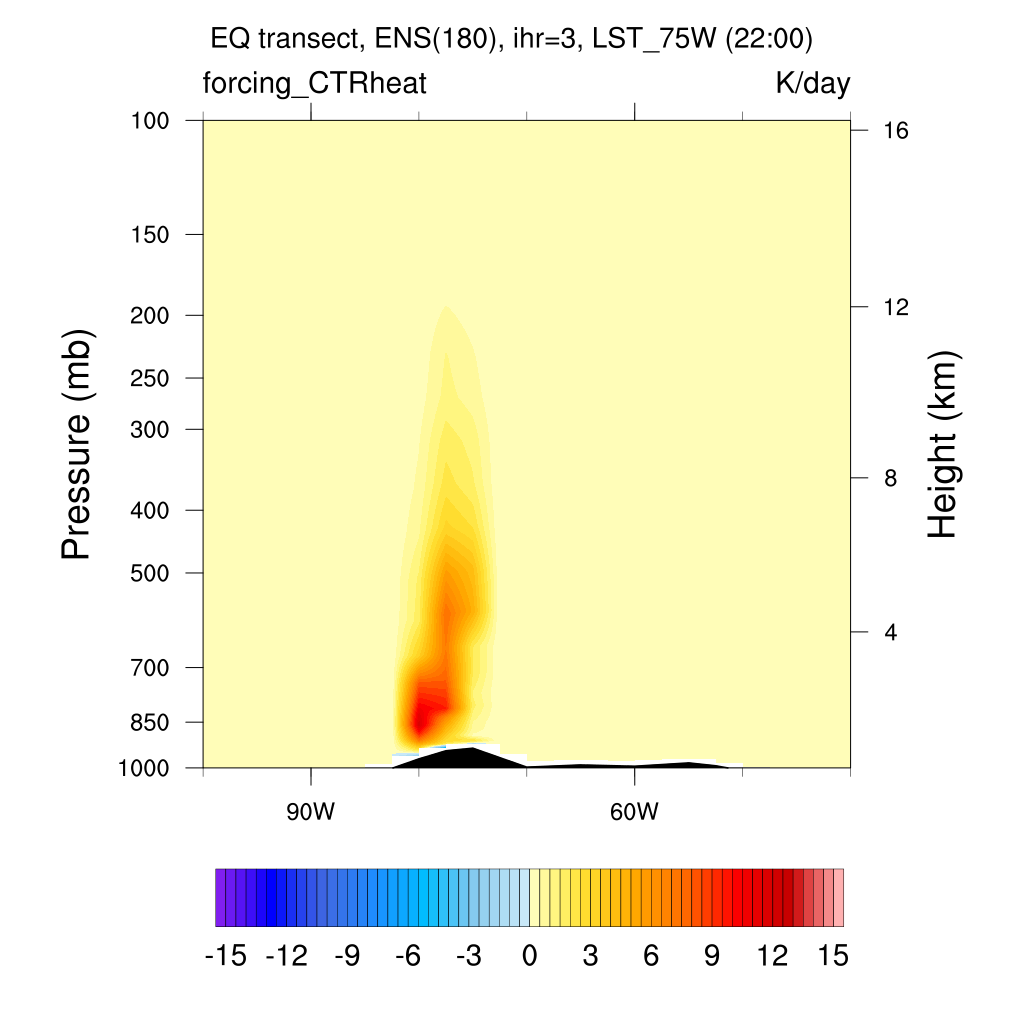 EQ transect, ENS(180), ihr=3, LST_75W (22:00)
forcing_CTRheat K/day
100
150
200
250
300
400
500
700
850
1000
Pressure (mb)
16
12
8
4
Height (km)
90W 60W
-15 -12 -9 -6 -3 0 3 6 9 12 15